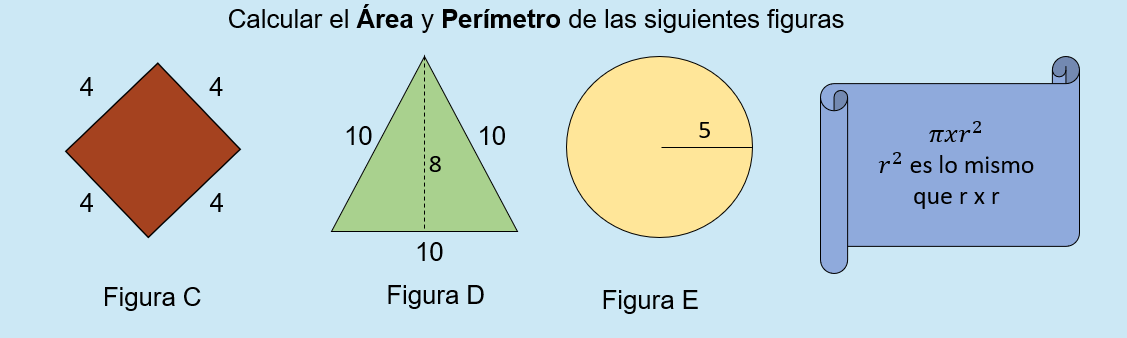 Calcular el Área y Perímetro de las siguientes figuras
4
4
4
4
Figura C
10
10
8
10
Figura D
5
Figura E
𝜋𝑥𝑟²
𝑟² es lo mismo
que r x r